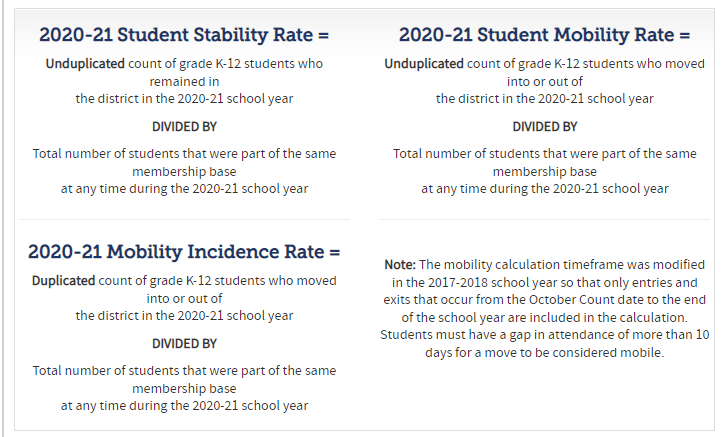 2020-21 Student Stability Rate =
Unduplicated count of grade K-12 students who
remained in
the district in the 2020-21 school year
DIVIDED BY
Total number of students that were part of the same
membership base
at any time during the 2020-21 school year
2020-21 Student Mobility Rate =
Unduplicated count of grade K-12 students who moved
into or out of
the district in the 2020-21 school year
DIVIDED BY
Total number of students that were part of the same
membership base
at any time during the 2020-21 school year
2020-21 Mobility Incidence Rate =
Duplicated count of grade K-12 students who moved
into or out of
the district in the 2020-21 school year
DIVIDED BY
Total number of students that were part of the same
membership base
at any time during the 2020-21 school year
Note: The mobility calculation timeframe was modified
in the 2017-2018 school year so that only entries and
exits that occur from the October Count date to the end
of the school year are included in the calculation.
Students must have a gap in attendance of more than 10
days for a move to be considered mobile.